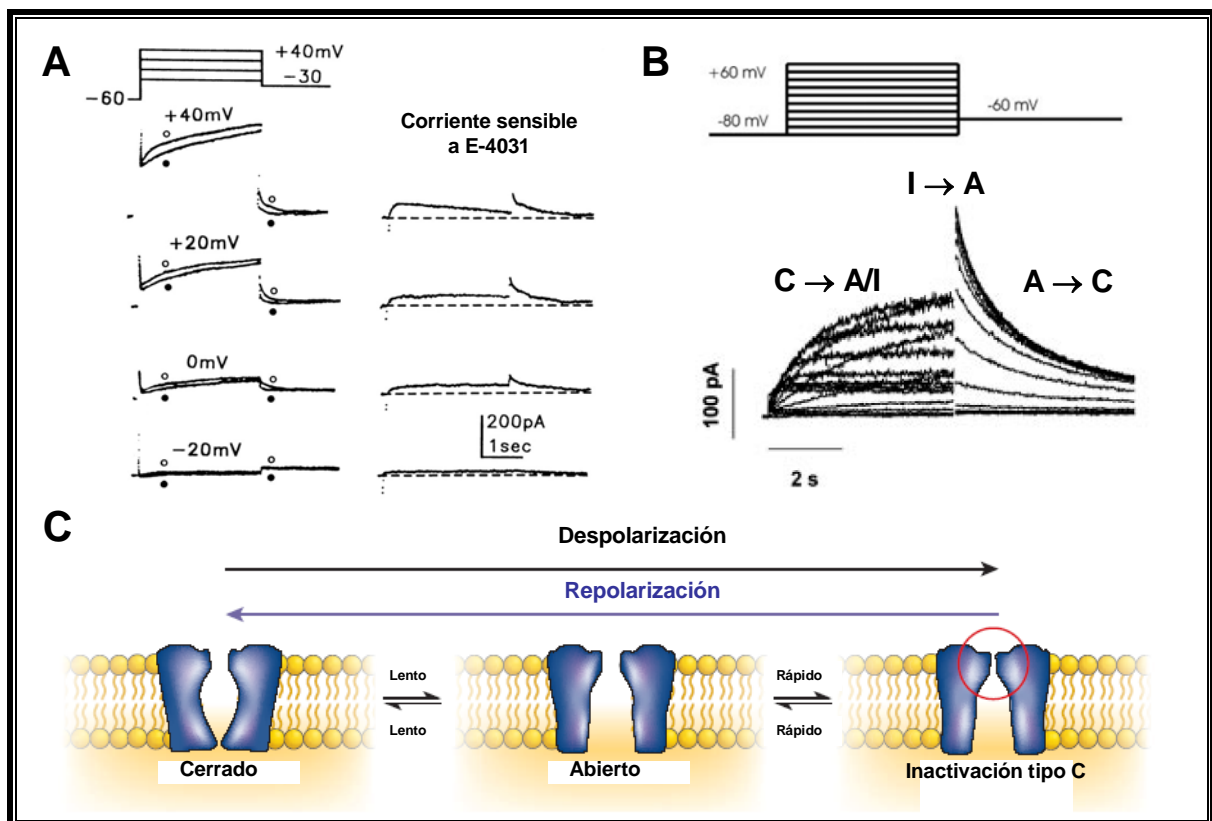 A
+40mV
-30
-60
+40mV
Corriente sensible
a E-4031
+20mV
0mV
200pA
1sec
-20mV
B
+60 mV
-80 mV
-60 mV
I → A
C → A/I
A → C
100 pA
2 s
C
Despolarización
Repolarización
Lento
Lento
Rápido
Rápido
Cerrado
Abierto
Inactivación tipo C